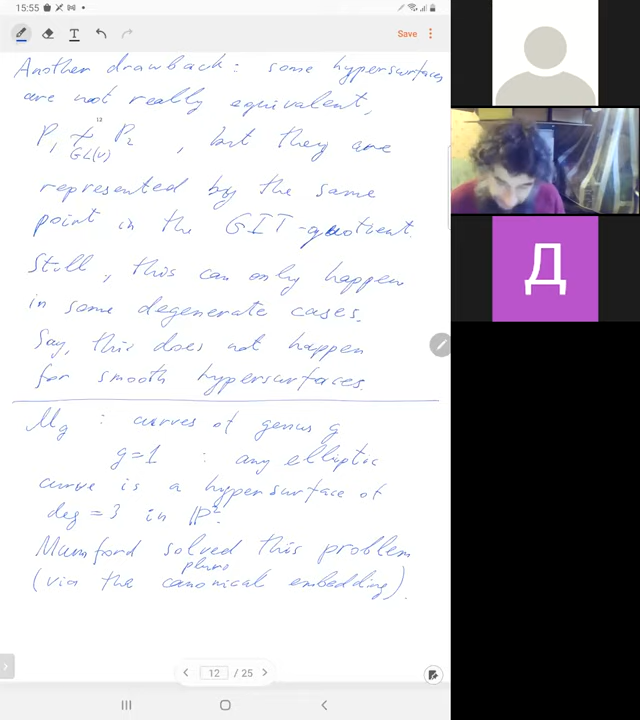 15:55
Save
Another drawback: some hypersurfaces
are not really equivalent,
P₁ ≁ P₂ , but they are
GL(V)
represented by the same
point in the GIT-quotient.
Still, this can only happen
in some degenerate cases.
Say, this does not happen
for smooth hypersurfaces.
M_g : curves of genus g
g=1 : any elliptic
curve is a hypersurface of
deg = 3 in ℙ².
Mumford solved this problem
pluri
(via the canonical embedding).
12 / 25
Д